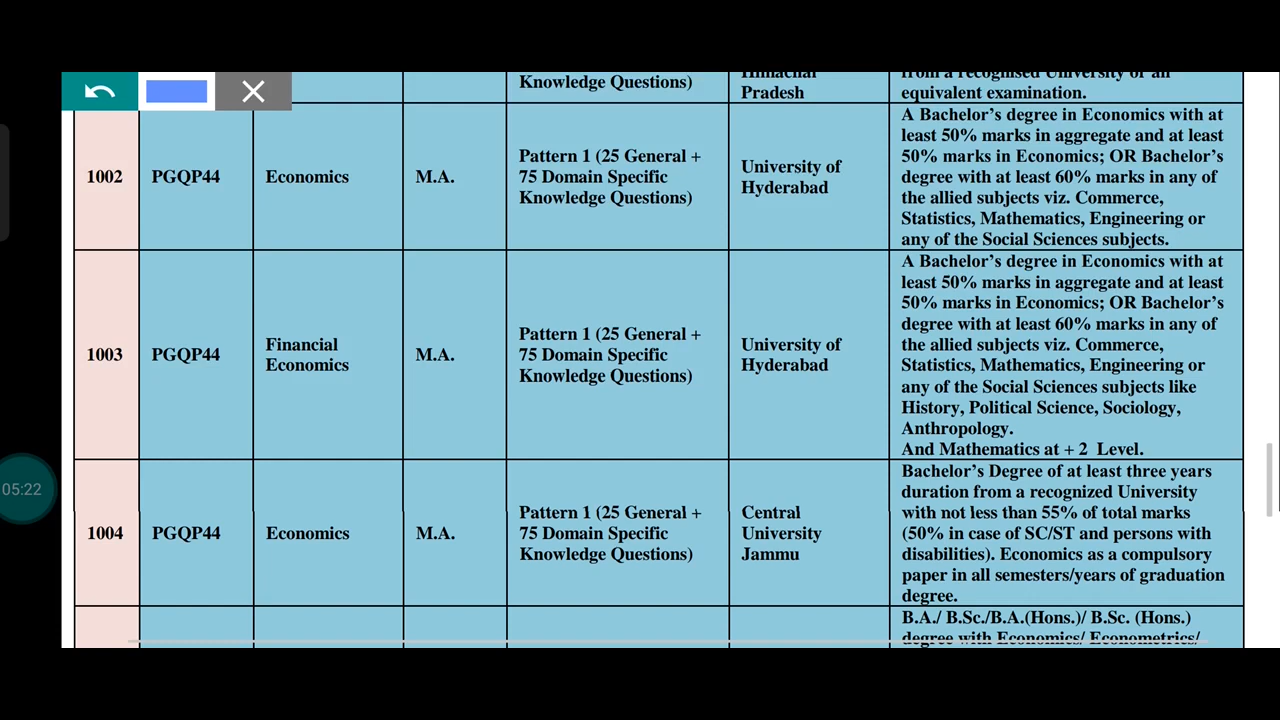 Knowledge Questions)
Himachal
Pradesh
from a recognised University or an
equivalent examination.
1002
PGQP44
Economics
M.A.
Pattern 1 (25 General +
75 Domain Specific
Knowledge Questions)
University of
Hyderabad
A Bachelor's degree in Economics with at
least 50% marks in aggregate and at least
50% marks in Economics; OR Bachelor's
degree with at least 60% marks in any of
the allied subjects viz. Commerce,
Statistics, Mathematics, Engineering or
any of the Social Sciences subjects.
1003
PGQP44
Financial
Economics
M.A.
Pattern 1 (25 General +
75 Domain Specific
Knowledge Questions)
University of
Hyderabad
A Bachelor's degree in Economics with at
least 50% marks in aggregate and at least
50% marks in Economics; OR Bachelor's
degree with at least 60% marks in any of
the allied subjects viz. Commerce,
Statistics, Mathematics, Engineering or
any of the Social Sciences subjects like
History, Political Science, Sociology,
Anthropology.
And Mathematics at + 2 Level.
1004
PGQP44
Economics
M.A.
Pattern 1 (25 General +
75 Domain Specific
Knowledge Questions)
Central
University
Jammu
Bachelor's Degree of at least three years
duration from a recognized University
with not less than 55% of total marks
(50% in case of SC/ST and persons with
disabilities). Economics as a compulsory
paper in all semesters/years of graduation
degree.
B.A./ B.Sc./B.A.(Hons.)/ B.Sc. (Hons.)
degree with Economics/ Econometrics/
05:22